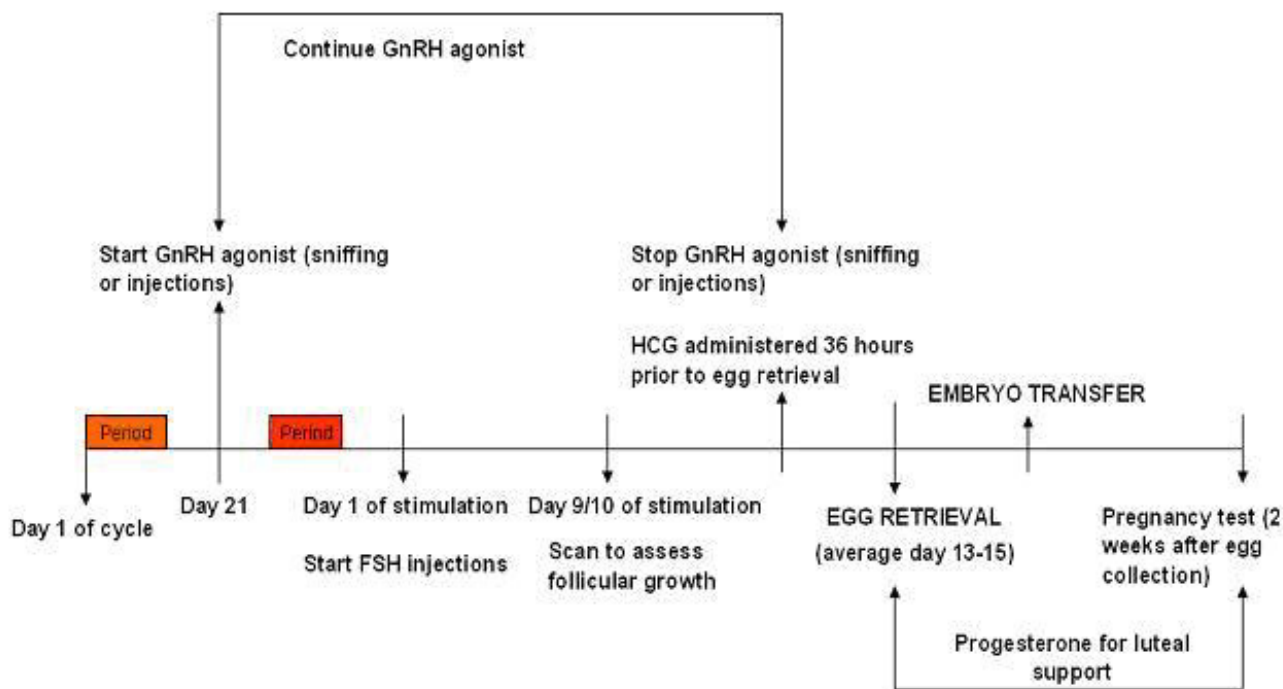 Continue GnRH agonist
Start GnRH agonist (sniffing
or injections)
Stop GnRH agonist (sniffing
or injections)
HCG administered 36 hours
prior to egg retrieval
EMBRYO TRANSFER
Period
Period
Day 1 of cycle
Day 21
Day 1 of stimulation
Start FSH injections
Day 9/10 of stimulation
Scan to assess
follicular growth
EGG RETRIEVAL
(average day 13-15)
Pregnancy test (2
weeks after egg
collection)
Progesterone for luteal
support